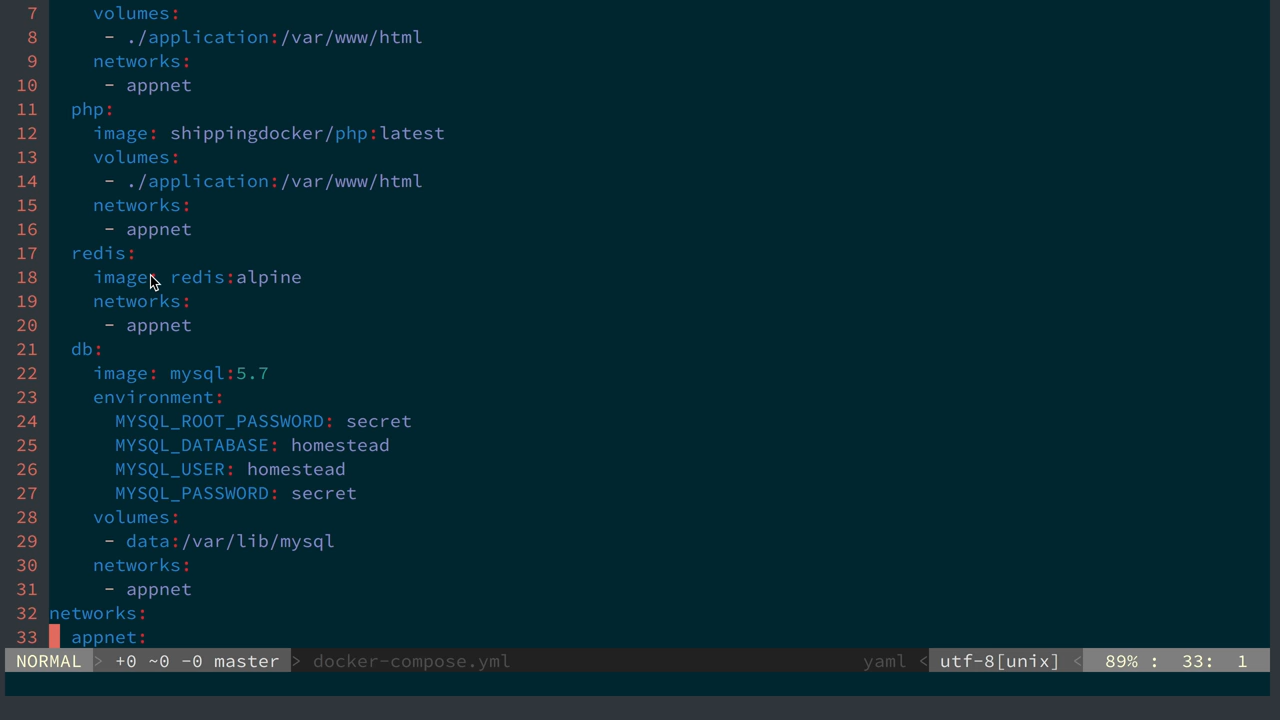 7     volumes:
8      - ./application:/var/www/html
9     networks:
10      - appnet
11   php:
12     image: shippingdocker/php:latest
13     volumes:
14      - ./application:/var/www/html
15     networks:
16      - appnet
17   redis:
18     image: redis:alpine
19     networks:
20      - appnet
21   db:
22     image: mysql:5.7
23     environment:
24       MYSQL_ROOT_PASSWORD: secret
25       MYSQL_DATABASE: homestead
26       MYSQL_USER: homestead
27       MYSQL_PASSWORD: secret
28     volumes:
29      - data:/var/lib/mysql
30     networks:
31      - appnet
32 networks:
33   appnet:
NORMAL > +0 ~0 -0 master > docker-compose.yml yaml < utf-8[unix] < 89% : 33: 1